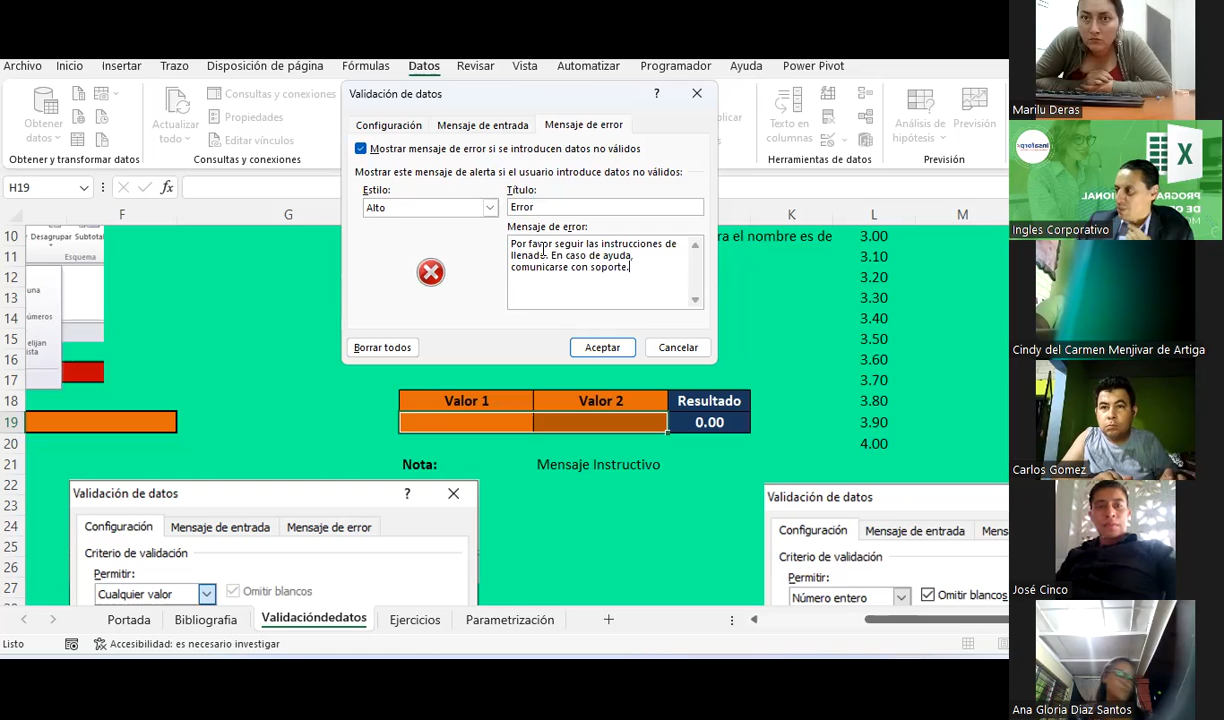 Archivo Inicio Insertar Trazo Disposición de página Fórmulas Datos Revisar Vista Automatizar Programador Ayuda Power Pivot
Obtener datos
Actualizar todo
Consultas y conexiones
Propiedades
Editar vínculos
Texto en columnas
Análisis de hipótesis
Previsión
Obtener y transformar datos
Consultas y conexiones
Herramientas de datos
Previsión
H19
fx
F G K L M
Validación de datos
?
Configuración Mensaje de entrada Mensaje de error
Mostrar mensaje de error si se introducen datos no válidos
Mostrar este mensaje de alerta si el usuario introduce datos no válidos:
Estilo:
Alto
Título:
Error
Mensaje de error:
Por favor seguir las instrucciones de
llenado. En caso de ayuda,
comunicarse con soporte.
Borrar todos Aceptar Cancelar
Desagrupar Subtotal
Esquema
una
números
elijan
ista
ra el nombre es de
10 3.00
11 3.10
12 3.20
13 3.30
14 3.40
15 3.50
16 3.60
17 3.70
18 Valor 1 Valor 2 Resultado 3.80
19 0.00 3.90
20 4.00
21 Nota: Mensaje Instructivo
22
23
24
25
26
27
Validación de datos ?
Configuración Mensaje de entrada Mensaje de error
Criterio de validación
Permitir:
Cualquier valor
Omitir blancos
Validación de datos
Configuración Mensaje de entrada Mens
Criterio de validación
Permitir:
Número entero
Omitir blancos
Portada Bibliografia Validacióndedatos Ejercicios Parametrización
Listo
Accesibilidad: es necesario investigar
Marilu Deras
Insaforp
X
Ingles Corporativo
Cindy del Carmen Menjivar de Artiga
Carlos Gomez
José Cinco
Ana Gloria Diaz Santos